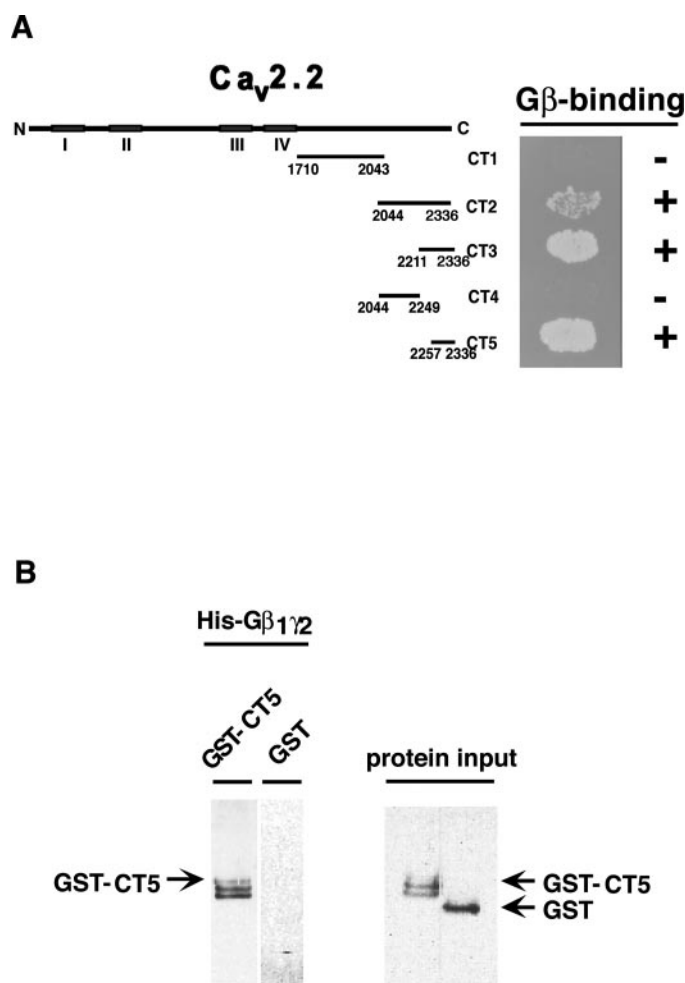 A
Cav2.2
Gβ-binding
N C
I II III IV
1710 2043 CT1 -
2044 2336 CT2 +
2211 2336 CT3 +
2044 2249 CT4 -
2257 2336 CT5 +
B
His-Gβ1γ2
GST-CT5 GST
protein input
GST-CT5
GST-CT5
GST